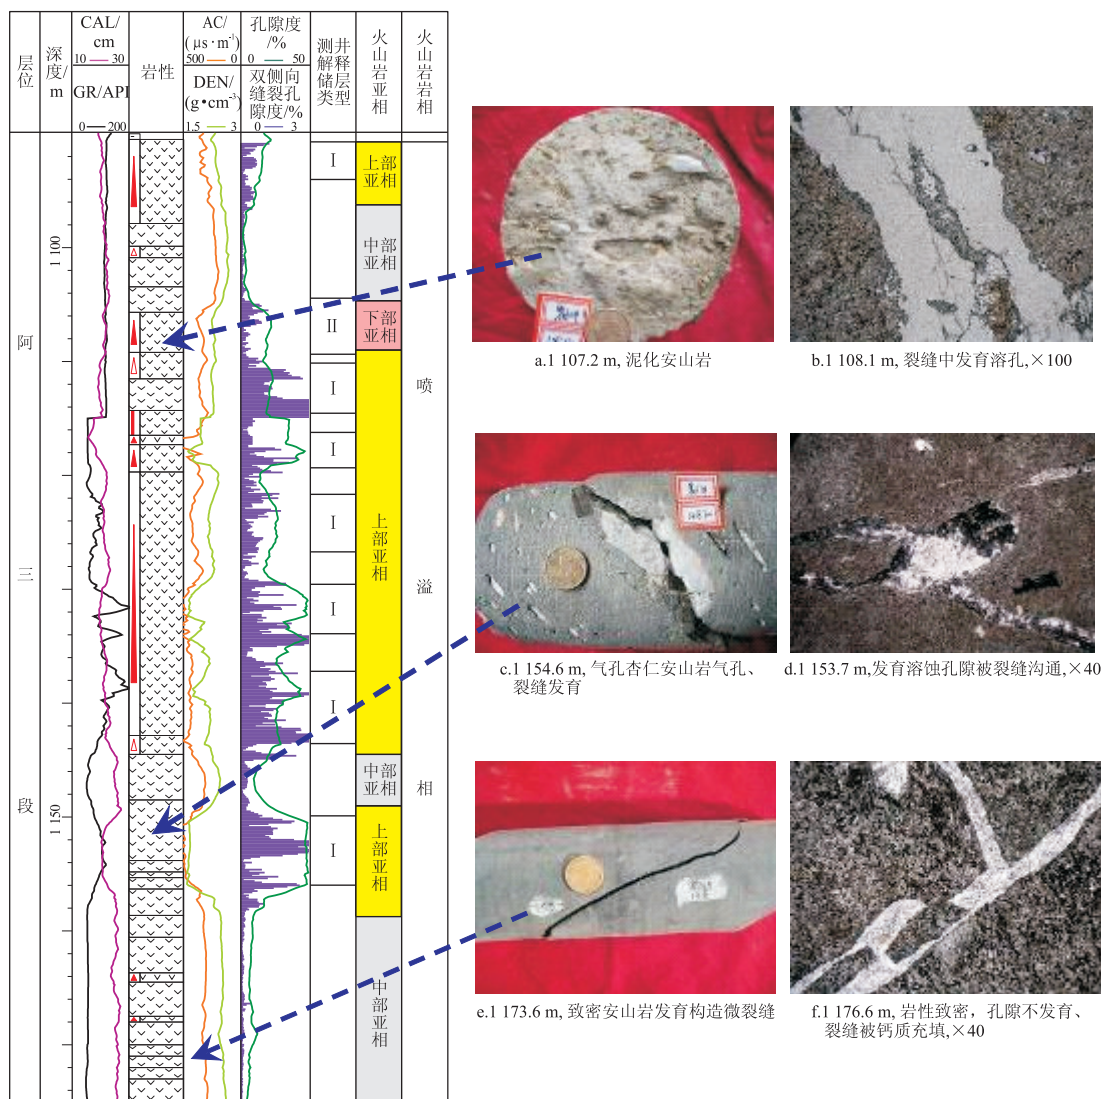 层位
深度/
m
CAL/
cm
10 30
GR/API
0 200
岩性
AC/
(μs·m⁻¹)
500 0
DEN/
(g•cm⁻³)
1.5 3
孔隙度
/%
0 50
双侧向
缝裂孔
隙度/%
0 3
测井
解释
储层
类型
火山岩亚相
火山岩岩相
阿
三
段
1 100
1 150
I
II
I
I
I
I
I
I
上部
亚相
中部
亚相
下部
亚相
上部亚相
中部
亚相
上部亚相
中部亚相
喷
溢
相
a.1 107.2 m, 泥化安山岩
b.1 108.1 m, 裂缝中发育溶孔,×100
c.1 154.6 m, 气孔杏仁安山岩气孔、
裂缝发育
d.1 153.7 m,发育溶蚀孔隙被裂缝沟通,×40
e.1 173.6 m, 致密安山岩发育构造微裂缝
f.1 176.6 m, 岩性致密，孔隙不发育、
裂缝被钙质充填,×40